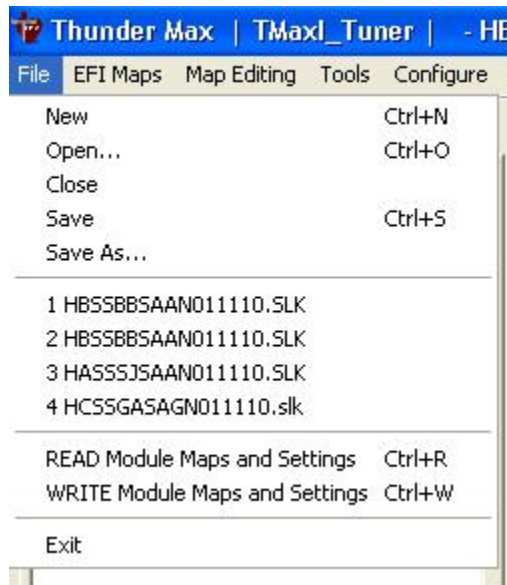 Thunder Max | TMaxI_Tuner | - HB
File EFI Maps Map Editing Tools Configure
New Ctrl+N
Open... Ctrl+O
Close
Save Ctrl+S
Save As...
1 HBSSBBSAAN011110.SLK
2 HBSSBBSAAN011110.SLK
3 HASSSJSAAN011110.SLK
4 HCSSGASAGN011110.slk
READ Module Maps and Settings Ctrl+R
WRITE Module Maps and Settings Ctrl+W
Exit